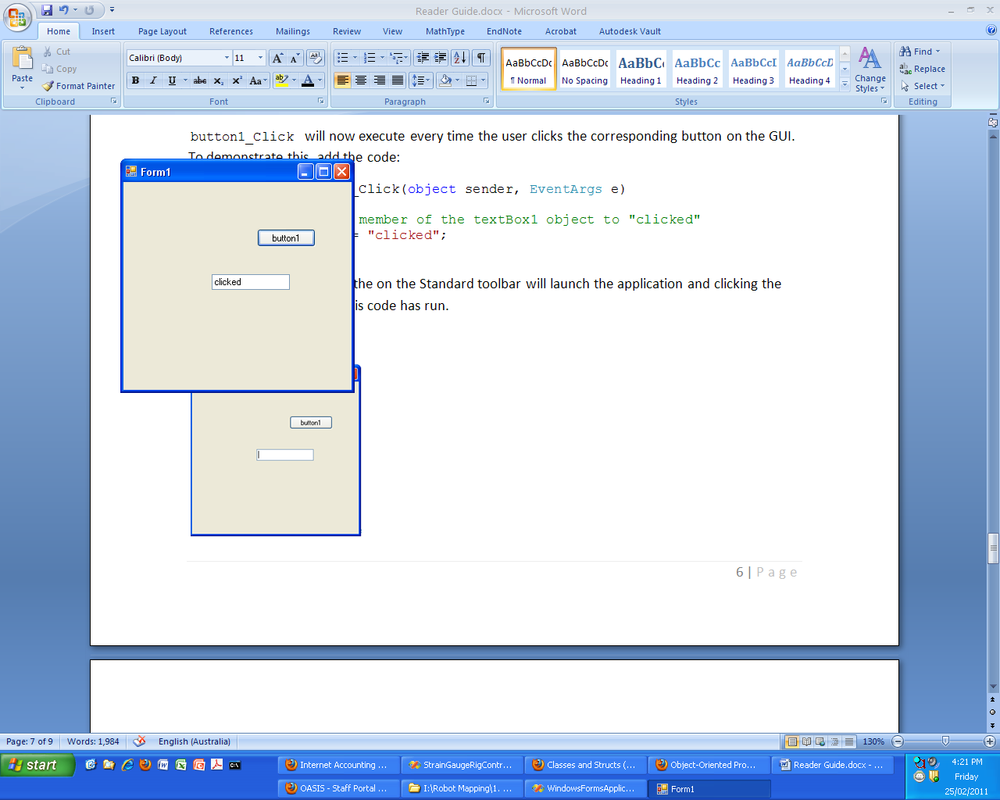 Reader Guide.docx - Microsoft Word
Home Insert Page Layout References Mailings Review View MathType EndNote Acrobat Autodesk Vault
Paste
Cut
Copy
Format Painter
Clipboard
Calibri (Body) 11
Font
Paragraph
AaBbCcDc AaBbCcDc AaBbC AaBbCc AaBbCcI AaBbCcD
¶ Normal No Spacing Heading 1 Heading 2 Heading 3 Heading 4
Change Styles
Styles
Find
Replace
Select
Editing
button1_Click will now execute every time the user clicks the corresponding button on the GUI.
To demonstrate this, add the code:
_Click(object sender, EventArgs e)
member of the textBox1 object to "clicked"
= "clicked";
the on the Standard toolbar will launch the application and clicking the
is code has run.
Form1
button1
clicked
button1
6 | Page
Page: 7 of 9 Words: 1,984 English (Australia) 130%
start
Internet Accounting ... StrainGaugeRigContr... Classes and Structs (... Object-Oriented Pro... Reader Guide.docx - ...
OASIS - Staff Portal ... I:\Robot Mapping\1. ... WindowsFormsApplic... Form1
4:21 PM
Friday
25/02/2011